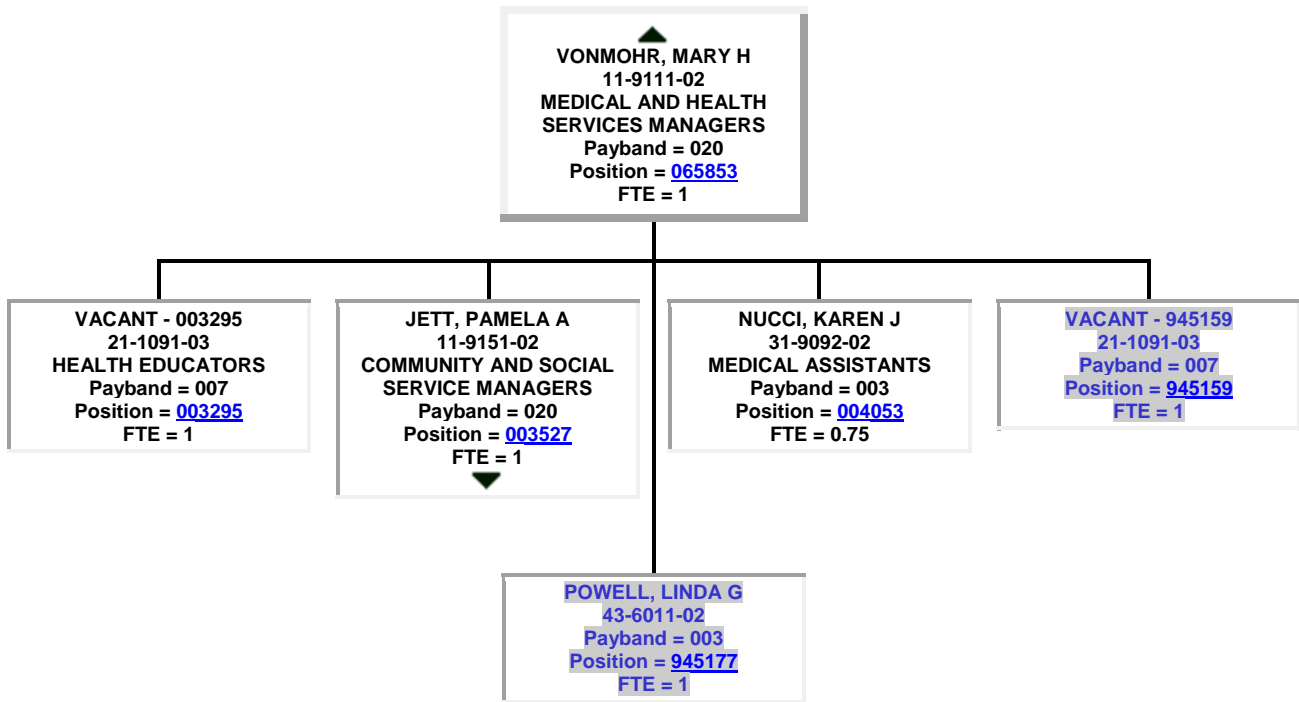 VONMOHR, MARY H
11-9111-02
MEDICAL AND HEALTH
SERVICES MANAGERS
Payband = 020
Position = 065853
FTE = 1
VACANT - 003295
21-1091-03
HEALTH EDUCATORS
Payband = 007
Position = 003295
FTE = 1
JETT, PAMELA A
11-9151-02
COMMUNITY AND SOCIAL
SERVICE MANAGERS
Payband = 020
Position = 003527
FTE = 1
NUCCI, KAREN J
31-9092-02
MEDICAL ASSISTANTS
Payband = 003
Position = 004053
FTE = 0.75
VACANT - 945159
21-1091-03
Payband = 007
Position = 945159
FTE = 1
POWELL, LINDA G
43-6011-02
Payband = 003
Position = 945177
FTE = 1